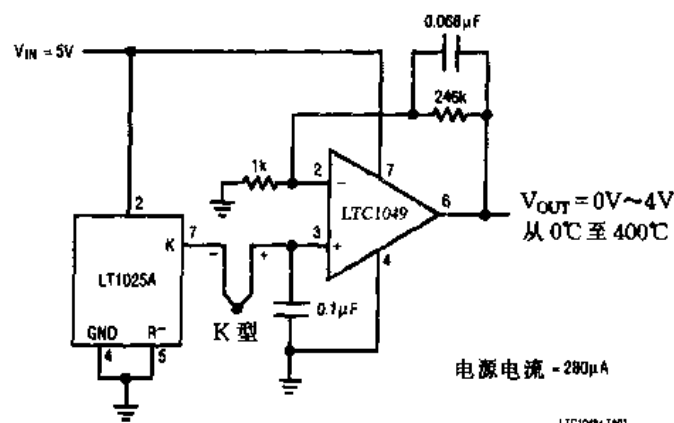 0.068μF
V_IN = 5V
246k
1k
2
7
LTC1049
6
V_OUT = 0V～4V
从 0℃ 至 400℃
2
7
K
−
+
3
+
4
LT1025A
0.1μF
K 型
GND
R⁻
4
5
电源电流 = 280μA